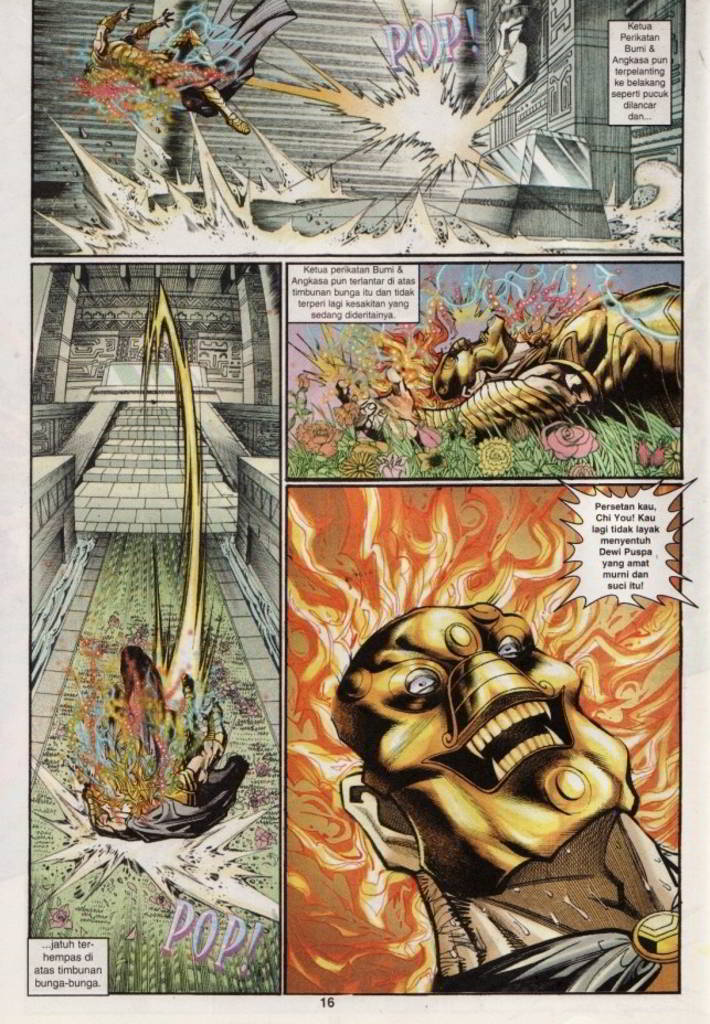 POP!
Ketua
Perikatan
Bumi &
Angkasa pun
terpelanting
ke belakang
seperti pucuk
dilancar
dan...
Ketua perikatan Bumi &
Angkasa pun terlantar di atas
timbunan bunga itu dan tidak
terperi lagi kesakitan yang
sedang dideritainya.
POP!
...jatuh ter-
hempas di
atas timbunan
bunga-bunga.
Persetan kau,
Chi You! Kau
lagi tidak layak
menyentuh
Dewi Puspa
yang amat
murni dan
suci itu!
16